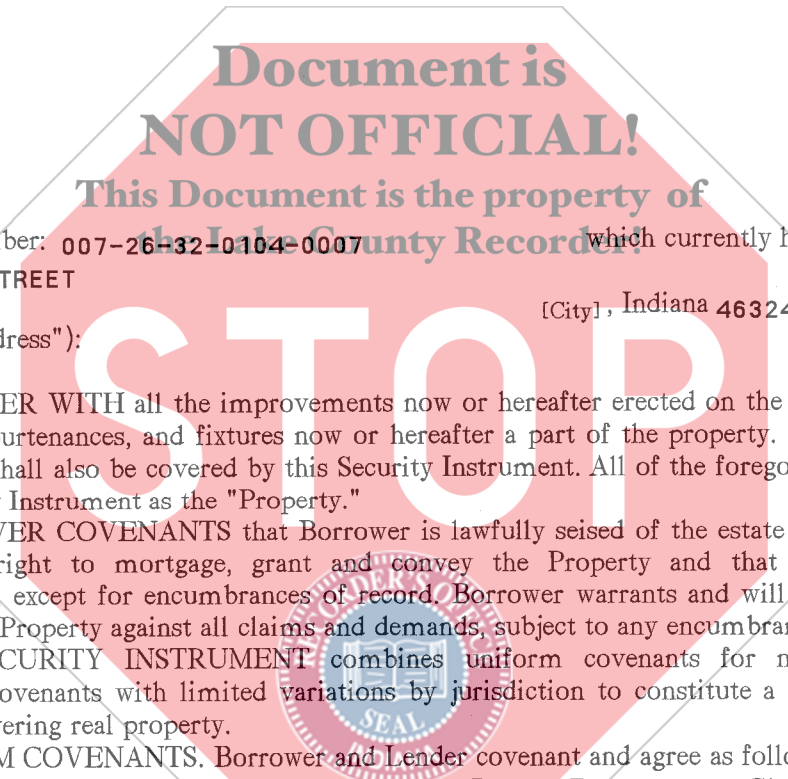 Document is
NOT OFFICIAL!
This Document is the property of
the Lake County Recorder!
ber: 007-26-32-0104-0007 which currently h
TREET
[City], Indiana 46324
dress"):
STOP
ER WITH all the improvements now or hereafter erected on the
urtenances, and fixtures now or hereafter a part of the property.
hall also be covered by this Security Instrument. All of the forego
Instrument as the "Property."
VER COVENANTS that Borrower is lawfully seised of the estate
right to mortgage, grant and convey the Property and that
except for encumbrances of record. Borrower warrants and will
Property against all claims and demands, subject to any encumbran
CURITY INSTRUMENT combines uniform covenants for n
ovenants with limited variations by jurisdiction to constitute a
vering real property.
M COVENANTS. Borrower and Lender covenant and agree as follo
RECORDER'S OFFICE
SEAL